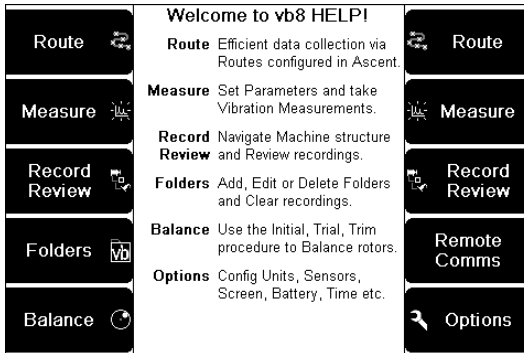 Welcome to vb8 HELP!
Route
Measure
Record
Review
Folders
vb
Balance
Route Efficient data collection via
Routes configured in Ascent.
Measure Set Parameters and take
Vibration Measurements.
Record Navigate Machine structure
Review and Review recordings.
Folders Add, Edit or Delete Folders
and Clear recordings.
Balance Use the Initial, Trial, Trim
procedure to Balance rotors.
Options Config Units, Sensors,
Screen, Battery, Time etc.
Route
Measure
Record
Review
Remote
Comms
Options